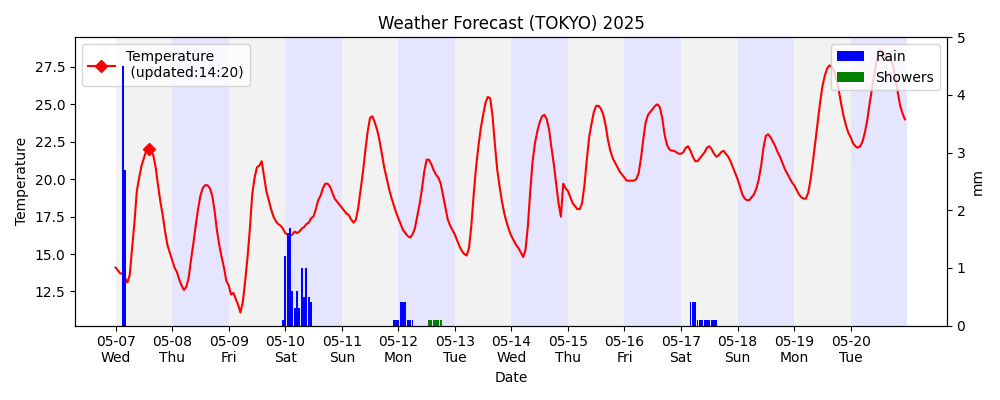 Weather Forecast (TOKYO) 2025
Temperature
(updated:14:20)
Rain
Showers
Temperature
27.5
25.0
22.5
20.0
17.5
15.0
12.5
5
4
3
2
1
0
mm
05-07 05-08 05-09 05-10 05-11 05-12 05-13 05-14 05-15 05-16 05-17 05-18 05-19 05-20
Wed Thu Fri Sat Sun Mon Tue Wed Thu Fri Sat Sun Mon Tue
Date